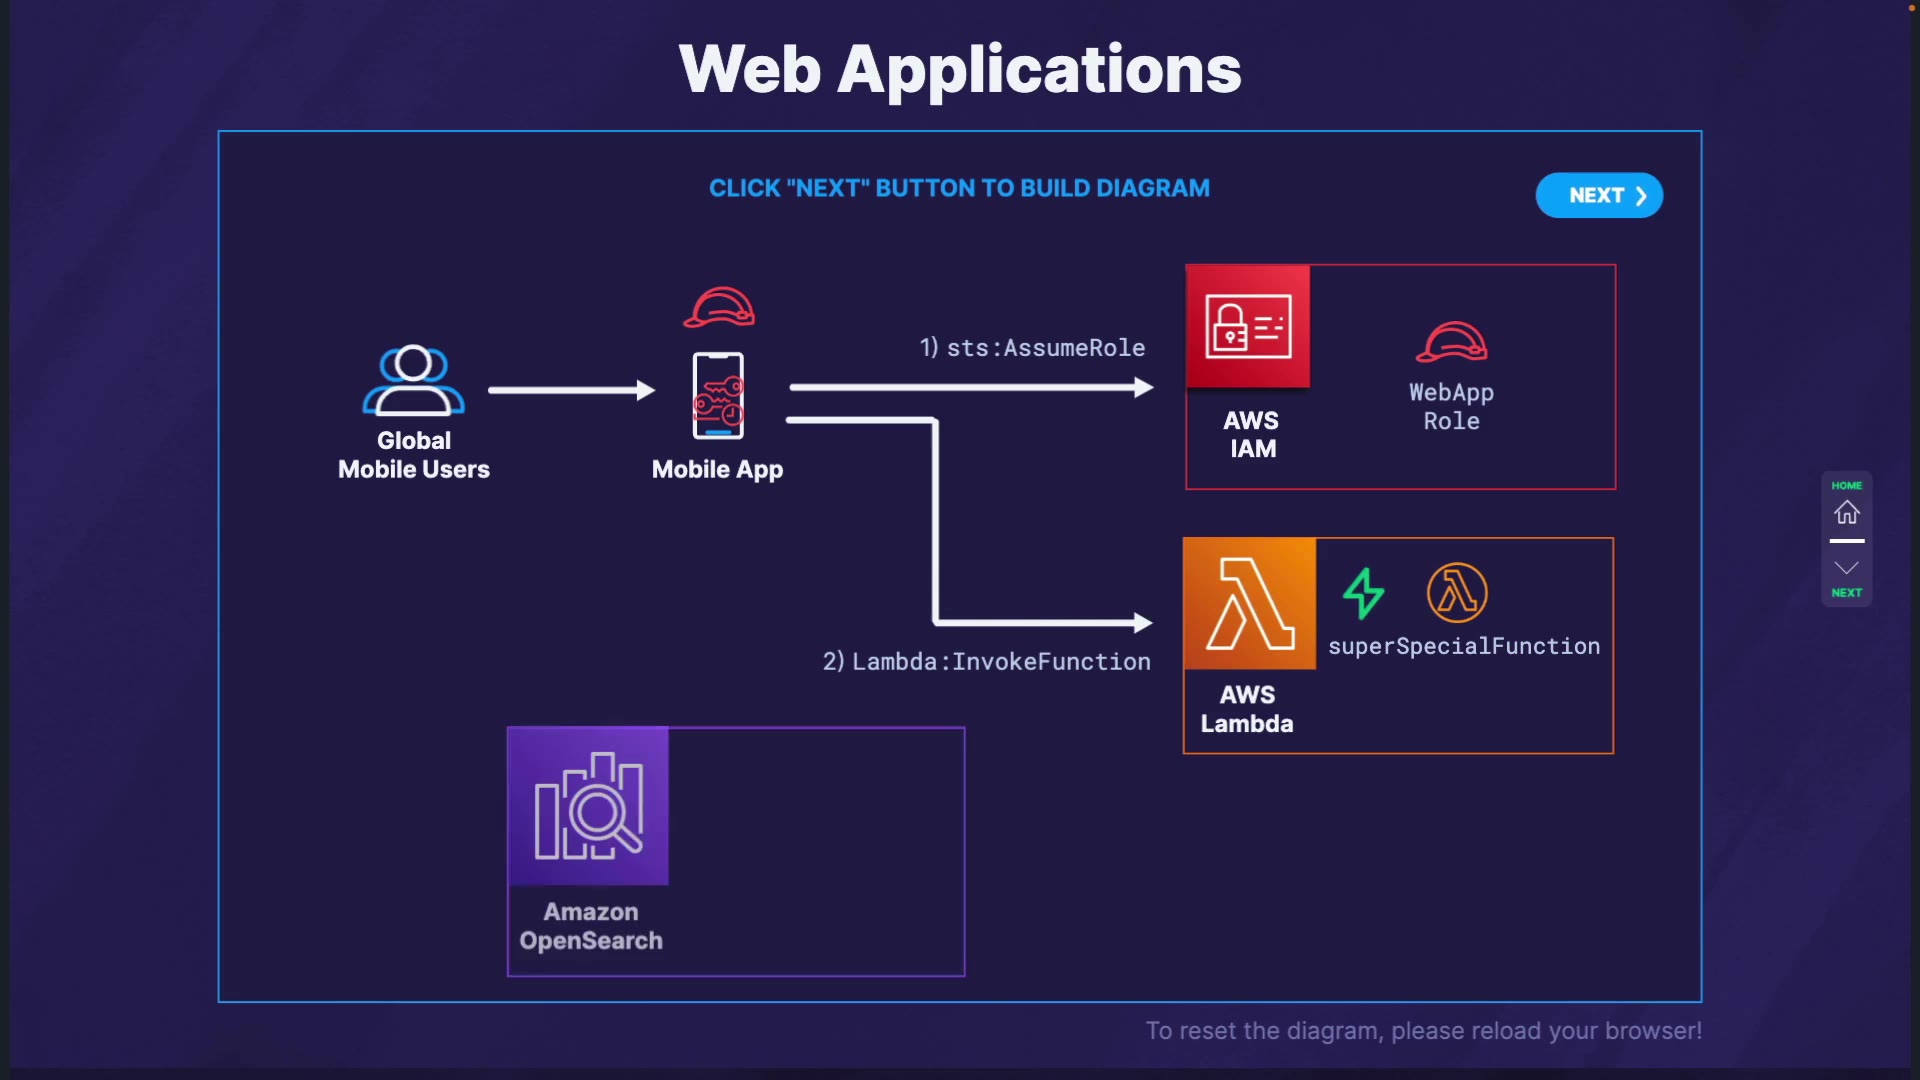 Web Applications
CLICK "NEXT" BUTTON TO BUILD DIAGRAM
NEXT
1) sts:AssumeRole
WebApp
Role
AWS
IAM
Global
Mobile Users
Mobile App
HOME
NEXT
superSpecialFunction
2) Lambda:InvokeFunction
AWS
Lambda
Amazon
OpenSearch
To reset the diagram, please reload your browser!